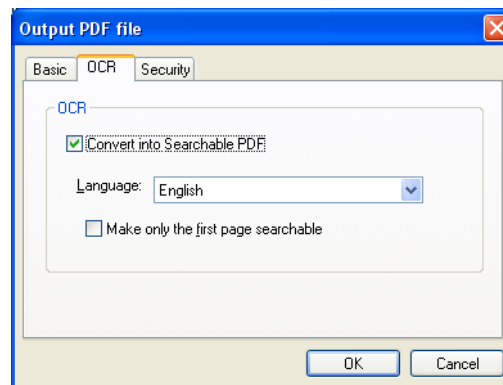 Output PDF file
Basic OCR Security
OCR
Convert into Searchable PDF
Language: English
Make only the first page searchable
OK Cancel